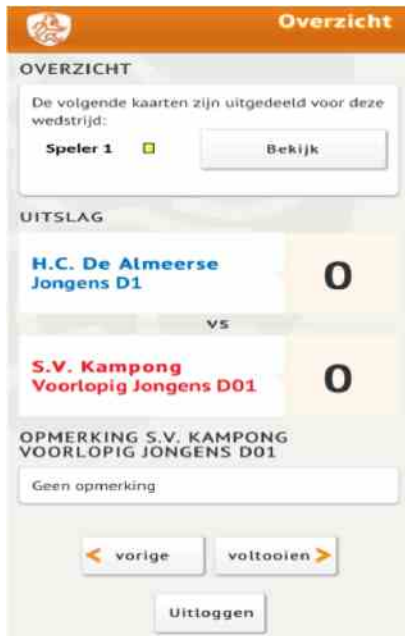 Overzicht
OVERZICHT
De volgende kaarten zijn uitgedeeld voor deze
wedstrijd:
Speler 1
Bekijk
UITSLAG
H.C. De Almeerse
Jongens D1
0
vs
S.V. Kampong
Voorlopig Jongens D01
0
OPMERKING S.V. KAMPONG
VOORLOPIG JONGENS D01
Geen opmerking
< vorige
voltooien >
Uitloggen